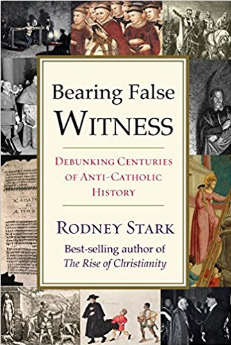 Bearing False
WITNESS
DEBUNKING CENTURIES
OF ANTI-CATHOLIC
HISTORY
RODNEY STARK
Best-selling author of
The Rise of Christianity